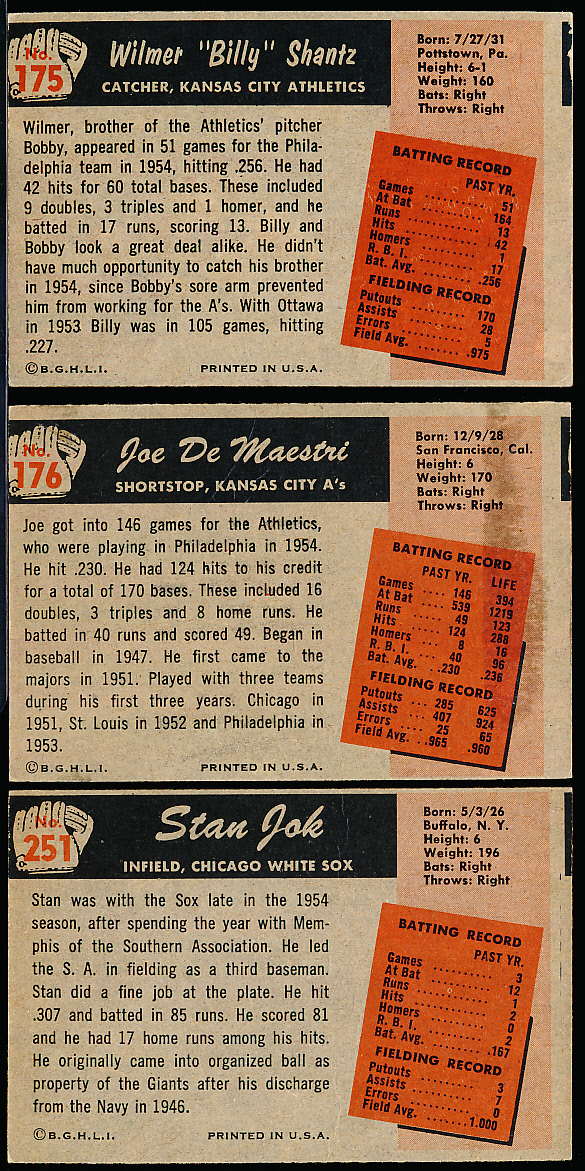 No.
175
Wilmer "Billy" Shantz
CATCHER, KANSAS CITY ATHLETICS
Born: 7/27/31
Pottstown, Pa.
Height: 6-1
Weight: 160
Bats: Right
Throws: Right
Wilmer, brother of the Athletics' pitcher
Bobby, appeared in 51 games for the Phila-
delphia team in 1954, hitting .256. He had
42 hits for 60 total bases. These included
9 doubles, 3 triples and 1 homer, and he
batted in 17 runs, scoring 13. Billy and
Bobby look a great deal alike. He didn't
have much opportunity to catch his brother
in 1954, since Bobby's sore arm prevented
him from working for the A's. With Ottawa
in 1953 Billy was in 105 games, hitting
.227.
BATTING RECORD
PAST YR.
Games .......... 51
At Bat .......... 164
Runs .......... 13
Hits .......... 42
Homers .......... 1
R. B. I. .......... 17
Bat. Avg. ........ .256
FIELDING RECORD
Putouts .......... 170
Assists .......... 28
Errors .......... 5
Field Avg. ........ .975
©B.G.H.L.I. PRINTED IN U.S.A.
No.
176
Joe De Maestri
SHORTSTOP, KANSAS CITY A's
Born: 12/9/28
San Francisco, Cal.
Height: 6
Weight: 170
Bats: Right
Throws: Right
Joe got into 146 games for the Athletics,
who were playing in Philadelphia in 1954.
He hit .230. He had 124 hits to his credit
for a total of 170 bases. These included 16
doubles, 3 triples and 8 home runs. He
batted in 40 runs and scored 49. Began in
baseball in 1947. He first came to the
majors in 1951. Played with three teams
during his first three years. Chicago in
1951, St. Louis in 1952 and Philadelphia in
1953.
BATTING RECORD
PAST YR. LIFE
Games .... 146 394
At Bat .... 539 1219
Runs .... 49 123
Hits .... 124 288
Homers .... 8 16
R. B. I. .... 40 96
Bat. Avg. .. .230 .236
FIELDING RECORD
Putouts ... 285 625
Assists ... 407 924
Errors .... 25 65
Field Avg. .. .965 .960
©B.G.H.L.I. PRINTED IN U.S.A.
No.
251
Stan Jok
INFIELD, CHICAGO WHITE SOX
Born: 5/3/26
Buffalo, N. Y.
Height: 6
Weight: 196
Bats: Right
Throws: Right
Stan was with the Sox late in the 1954
season, after spending the year with Mem-
phis of the Southern Association. He led
the S. A. in fielding as a third baseman.
Stan did a fine job at the plate. He hit
.307 and batted in 85 runs. He scored 81
and he had 17 home runs among his hits.
He originally came into organized ball as
property of the Giants after his discharge
from the Navy in 1946.
BATTING RECORD
PAST YR.
Games .......... 3
At Bat .......... 12
Runs .......... 1
Hits .......... 2
Homers .......... 0
R. B. I. .......... 2
Bat. Avg. ........ .167
FIELDING RECORD
Putouts .......... 3
Assists .......... 7
Errors .......... 0
Field Avg. ........ 1.000
©B.G.H.L.I. PRINTED IN U.S.A.